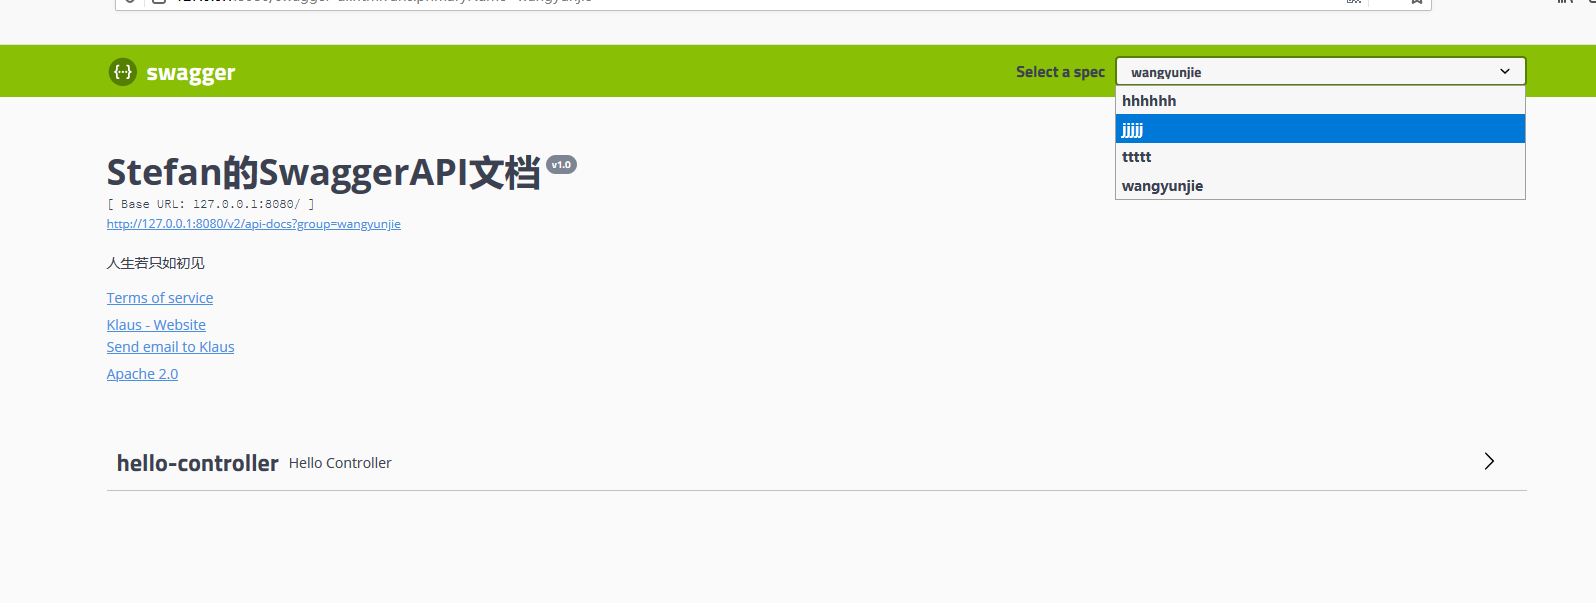 swagger
Select a spec
wangyunjie
hhhhhh
jjjjj
ttttt
wangyunjie
Stefan的SwaggerAPI文档 v1.0
[ Base URL: 127.0.0.1:8080/ ]
http://127.0.0.1:8080/v2/api-docs?group=wangyunjie
人生若只如初见
Terms of service
Klaus - Website
Send email to Klaus
Apache 2.0
hello-controller Hello Controller